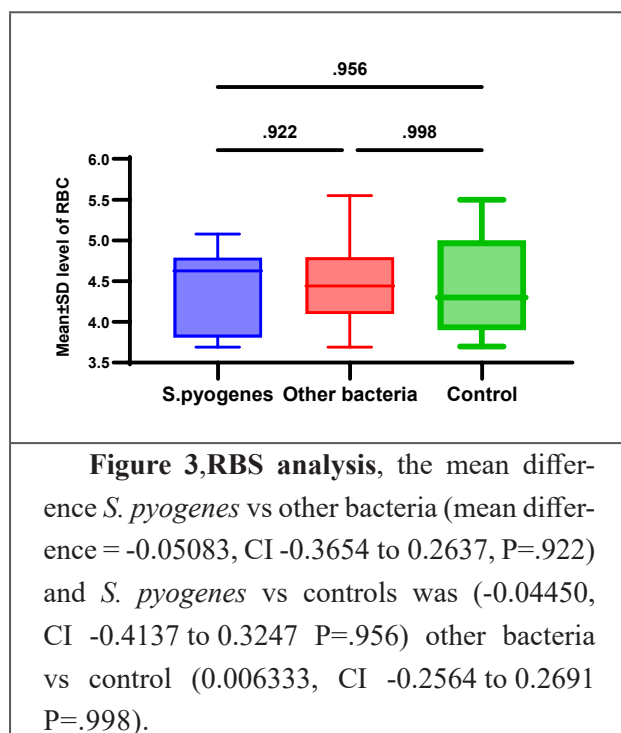 .956
.922 .998
6.0
5.5
5.0
4.5
4.0
3.5
Mean±SD level of RBC
S.pyogenes Other bacteria Control
Figure 3,RBS analysis, the mean differ-
ence S. pyogenes vs other bacteria (mean differ-
ence = -0.05083, CI -0.3654 to 0.2637, P=.922)
and S. pyogenes vs controls was (-0.04450,
CI -0.4137 to 0.3247 P=.956) other bacteria
vs control (0.006333, CI -0.2564 to 0.2691
P=.998).